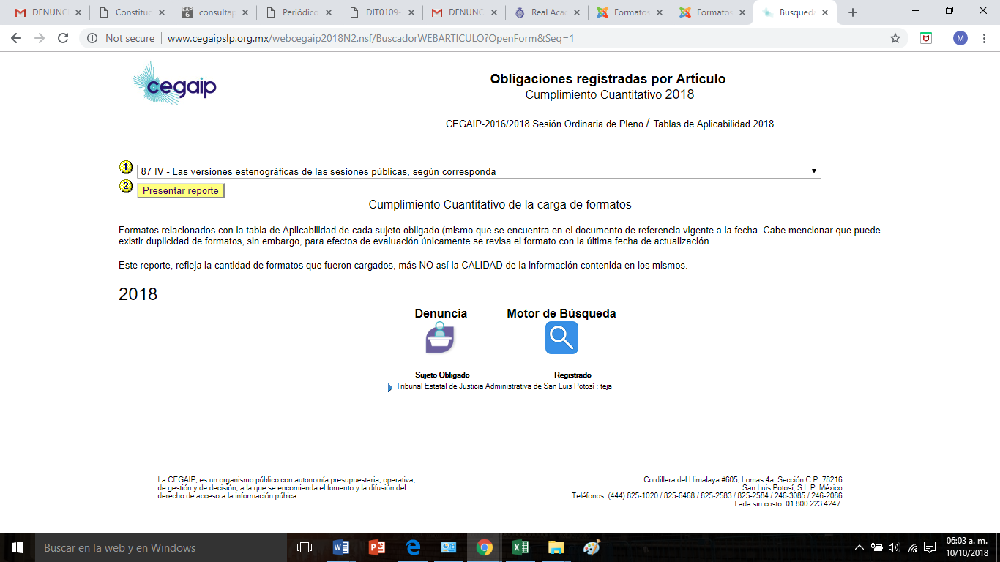 DENUNC
Constituc
EAP 6 consultap
Periódico
DIT0109-
DENUNC
Real Acac
Formatos
Formatos
Busqued
Not secure www.cegaipslp.org.mx/webcegaip2018N2.nsf/BuscadorWEBARTICULO?OpenForm&Seq=1
M
cegaip
Obligaciones registradas por Artículo
Cumplimiento Cuantitativo 2018
CEGAIP-2016/2018 Sesión Ordinaria de Pleno / Tablas de Aplicabilidad 2018
1 87 IV - Las versiones estenográficas de las sesiones públicas, según corresponda
2 Presentar reporte
Cumplimiento Cuantitativo de la carga de formatos
Formatos relacionados con la tabla de Aplicabilidad de cada sujeto obligado (mismo que se encuentra en el documento de referencia vigente a la fecha. Cabe mencionar que puede
existir duplicidad de formatos, sin embargo, para efectos de evaluación únicamente se revisa el formato con la última fecha de actualización.
Este reporte, refleja la cantidad de formatos que fueron cargados, más NO así la CALIDAD de la información contenida en los mismos.
2018
Denuncia Motor de Búsqueda
Sujeto Obligado Registrado
Tribunal Estatal de Justicia Administrativa de San Luis Potosí : teja
La CEGAIP, es un organismo público con autonomía presupuestaria, operativa,
de gestión y de decisión, a la que se encomienda el fomento y la difusión del
derecho de acceso a la información púbica.
Cordillera del Himalaya #605, Lomas 4a. Sección C.P. 78216
San Luis Potosí, S.L.P. México
Teléfonos: (444) 825-1020 / 825-6468 / 825-2583 / 825-2584 / 246-3085 / 246-2086
Lada sin costo: 01 800 223 4247
Buscar en la web y en Windows
06:03 a. m.
10/10/2018